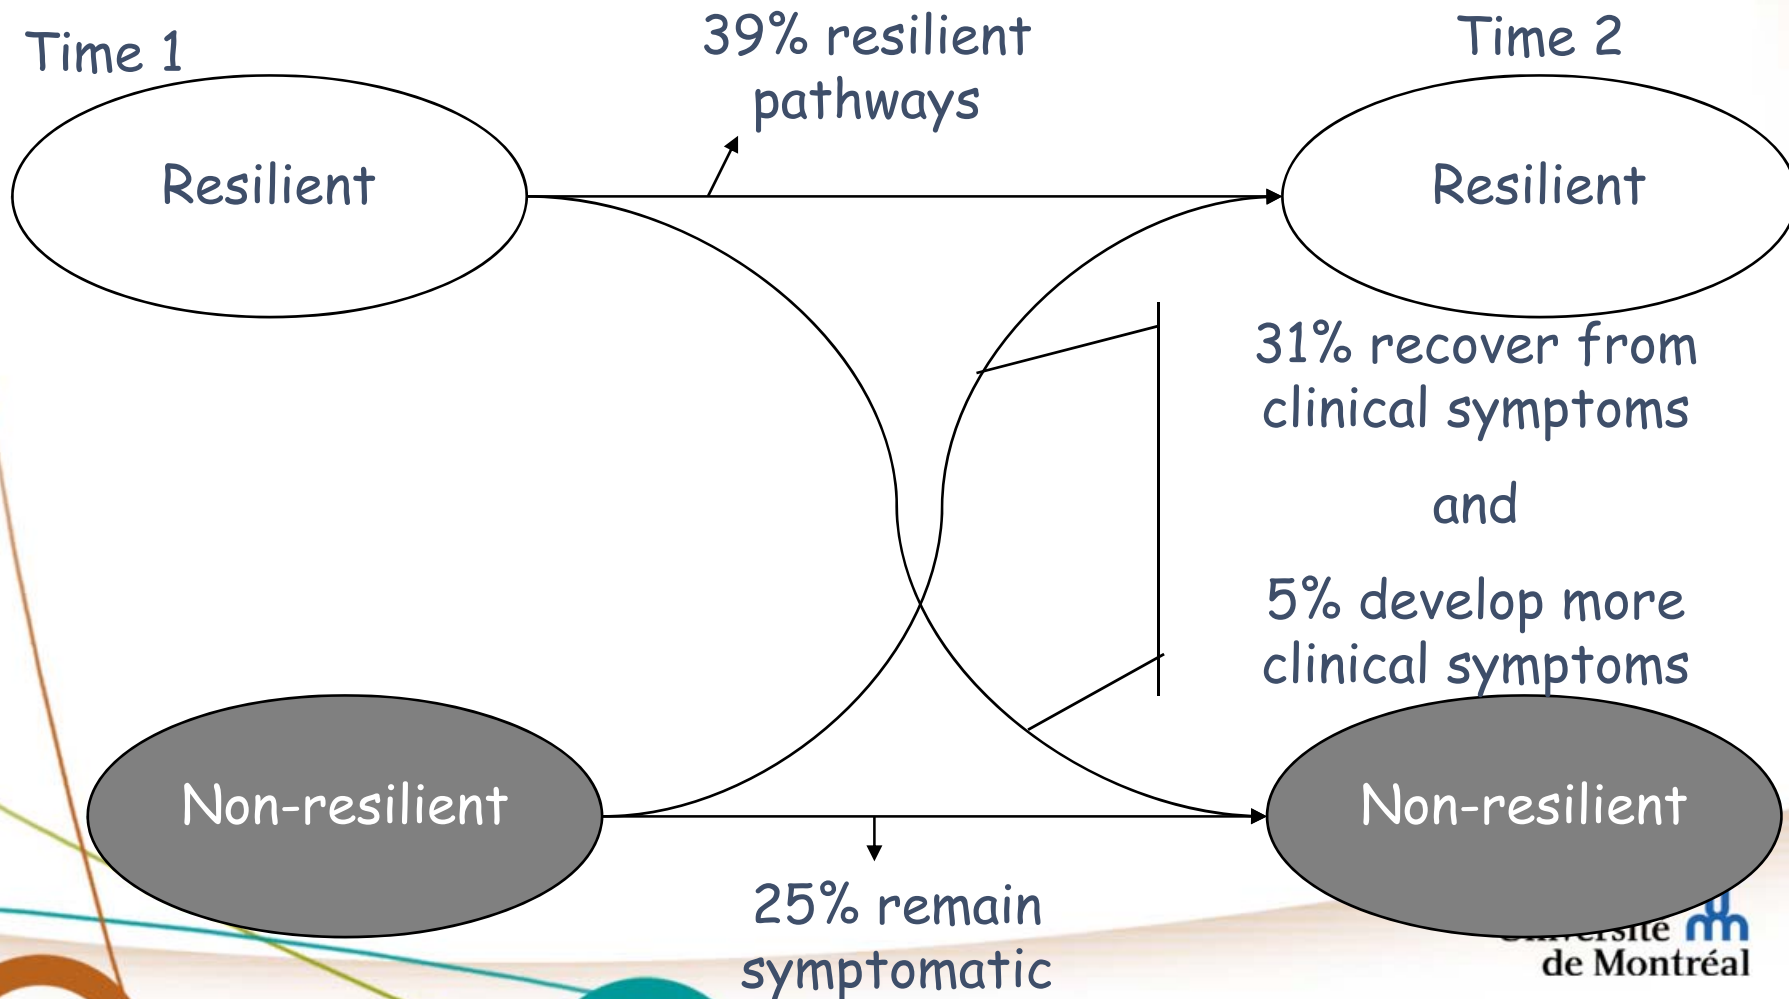 Time 1
39% resilient
pathways
Time 2
Resilient
Resilient
31% recover from
clinical symptoms
and
5% develop more
clinical symptoms
Non-resilient
Non-resilient
25% remain
symptomatic
de Montréal